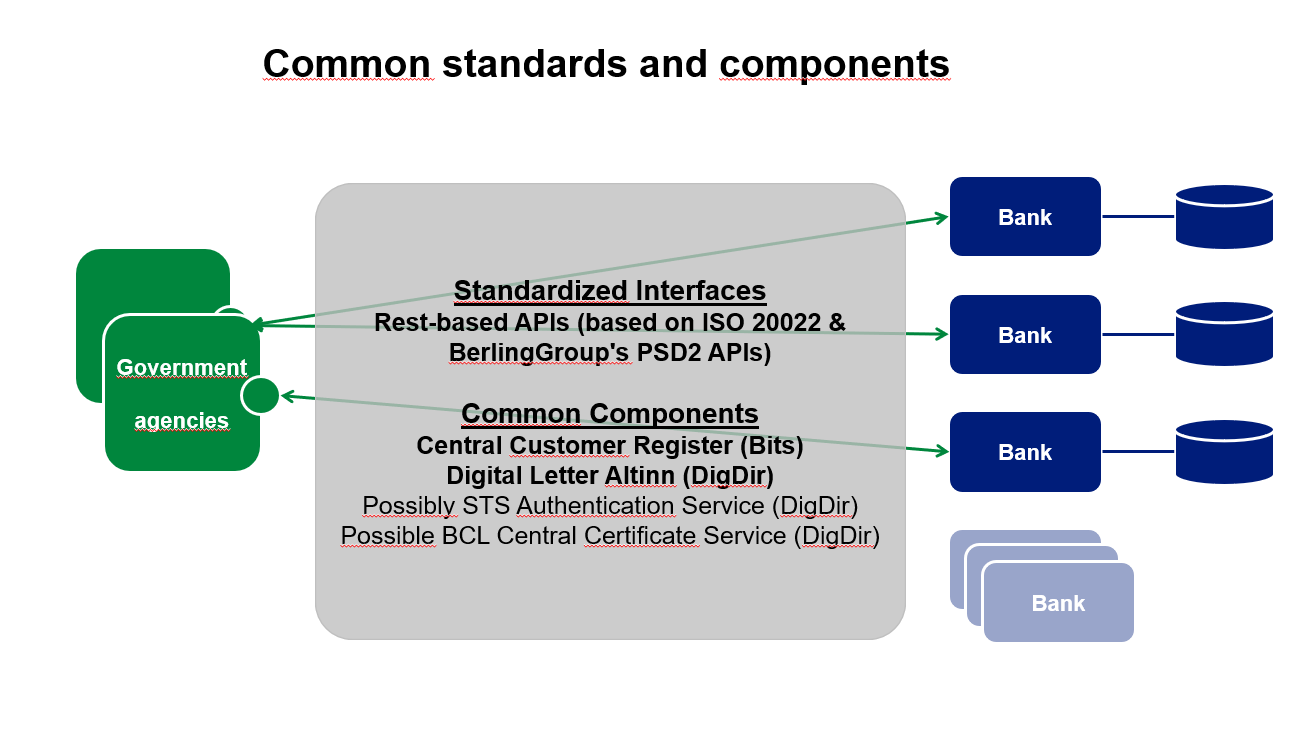 Common standards and components
Government
agencies
Standardized Interfaces
Rest-based APIs (based on ISO 20022 &
BerlingGroup's PSD2 APIs)
Common Components
Central Customer Register (Bits)
Digital Letter Altinn (DigDir)
Possibly STS Authentication Service (DigDir)
Possible BCL Central Certificate Service (DigDir)
Bank
Bank
Bank
Bank